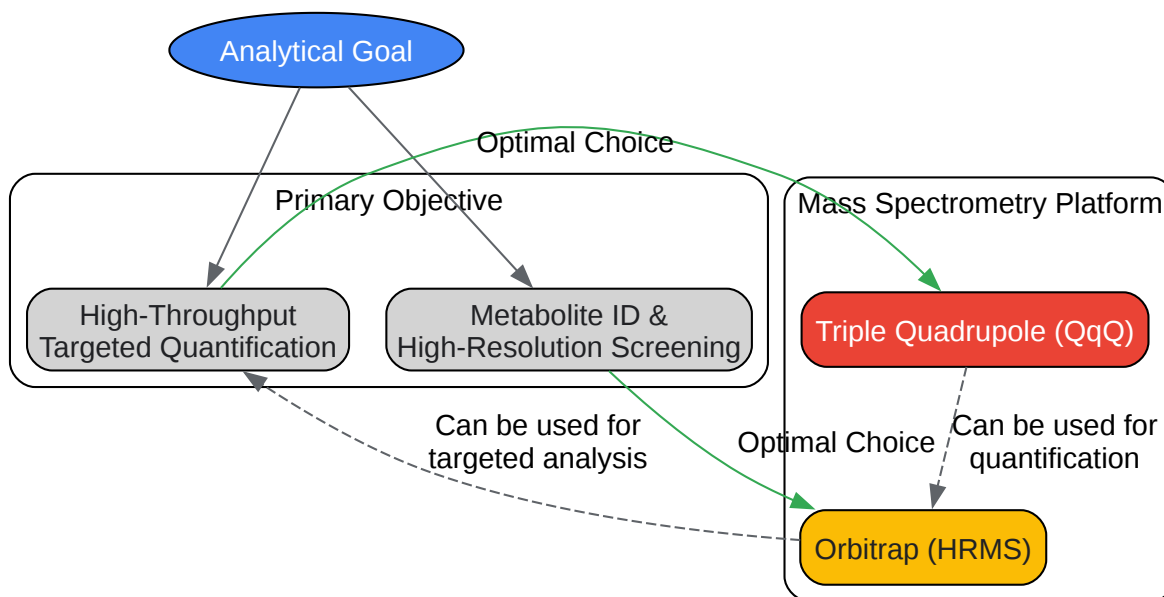 Analytical Goal
Optimal Choice
Primary Objective
Mass Spectrometry Platform
High-Throughput
Targeted Quantification
Metabolite ID &
High-Resolution Screening
Triple Quadrupole (QqQ)
Can be used for
targeted analysis
Optimal Choice
Can be used for
quantification
Orbitrap (HRMS)